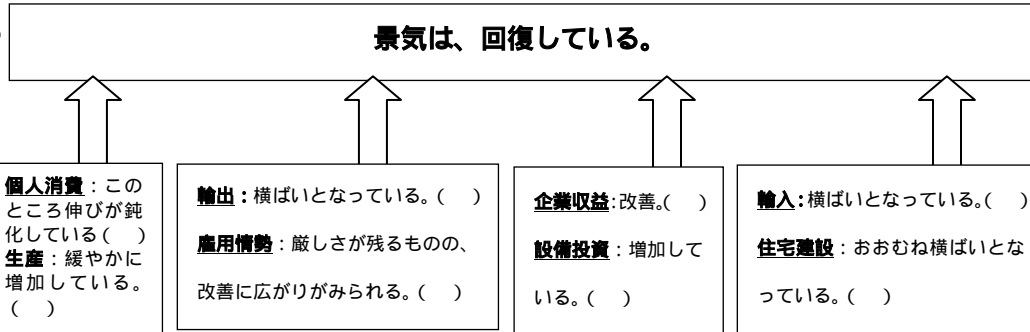 景気は、回復している。
個人消費：この
ところ伸びが鈍
化している（　）
生産：緩やかに
増加している。
（　）
輸出：横ばいとなっている。（　）
雇用情勢：厳しさが残るものの、
改善に広がりがみられる。（　）
企業収益:改善。（　）
設備投資：増加して
いる。（　）
輸入：横ばいとなっている。（　）
住宅建設：おおむね横ばいとな
っている。（　）